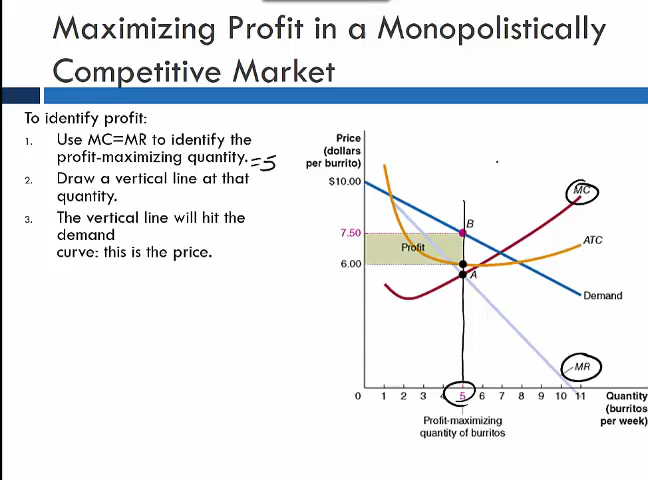 Maximizing Profit in a Monopolistically
Competitive Market
To identify profit:
1. Use MC=MR to identify the
profit-maximizing quantity. =5
2. Draw a vertical line at that
quantity.
3. The vertical line will hit the
demand
curve: this is the price.
Price
(dollars
per burrito)
$10.00
7.50
6.00
Profit
B
A
MC
ATC
Demand
MR
0 1 2 3 4 5 6 7 8 9 10 11
Quantity
(burritos
per week)
Profit-maximizing
quantity of burritos